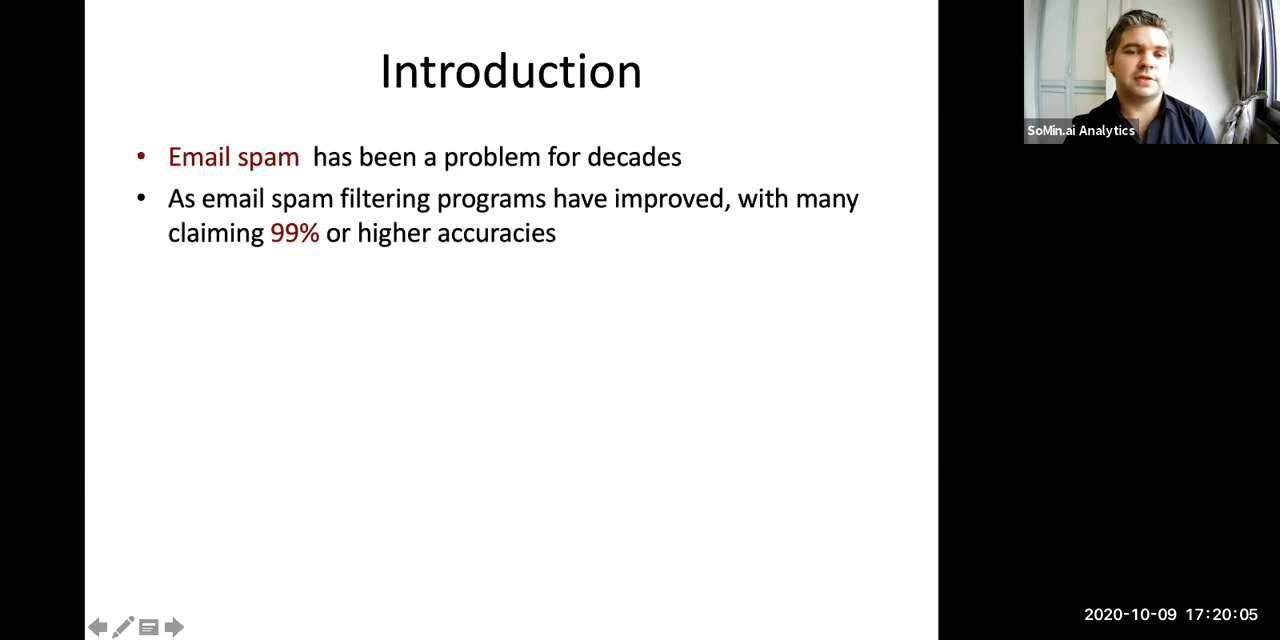 Introduction
• Email spam has been a problem for decades
• As email spam filtering programs have improved, with many
claiming 99% or higher accuracies
SoMin.ai Analytics
2020-10-09 17:20:05